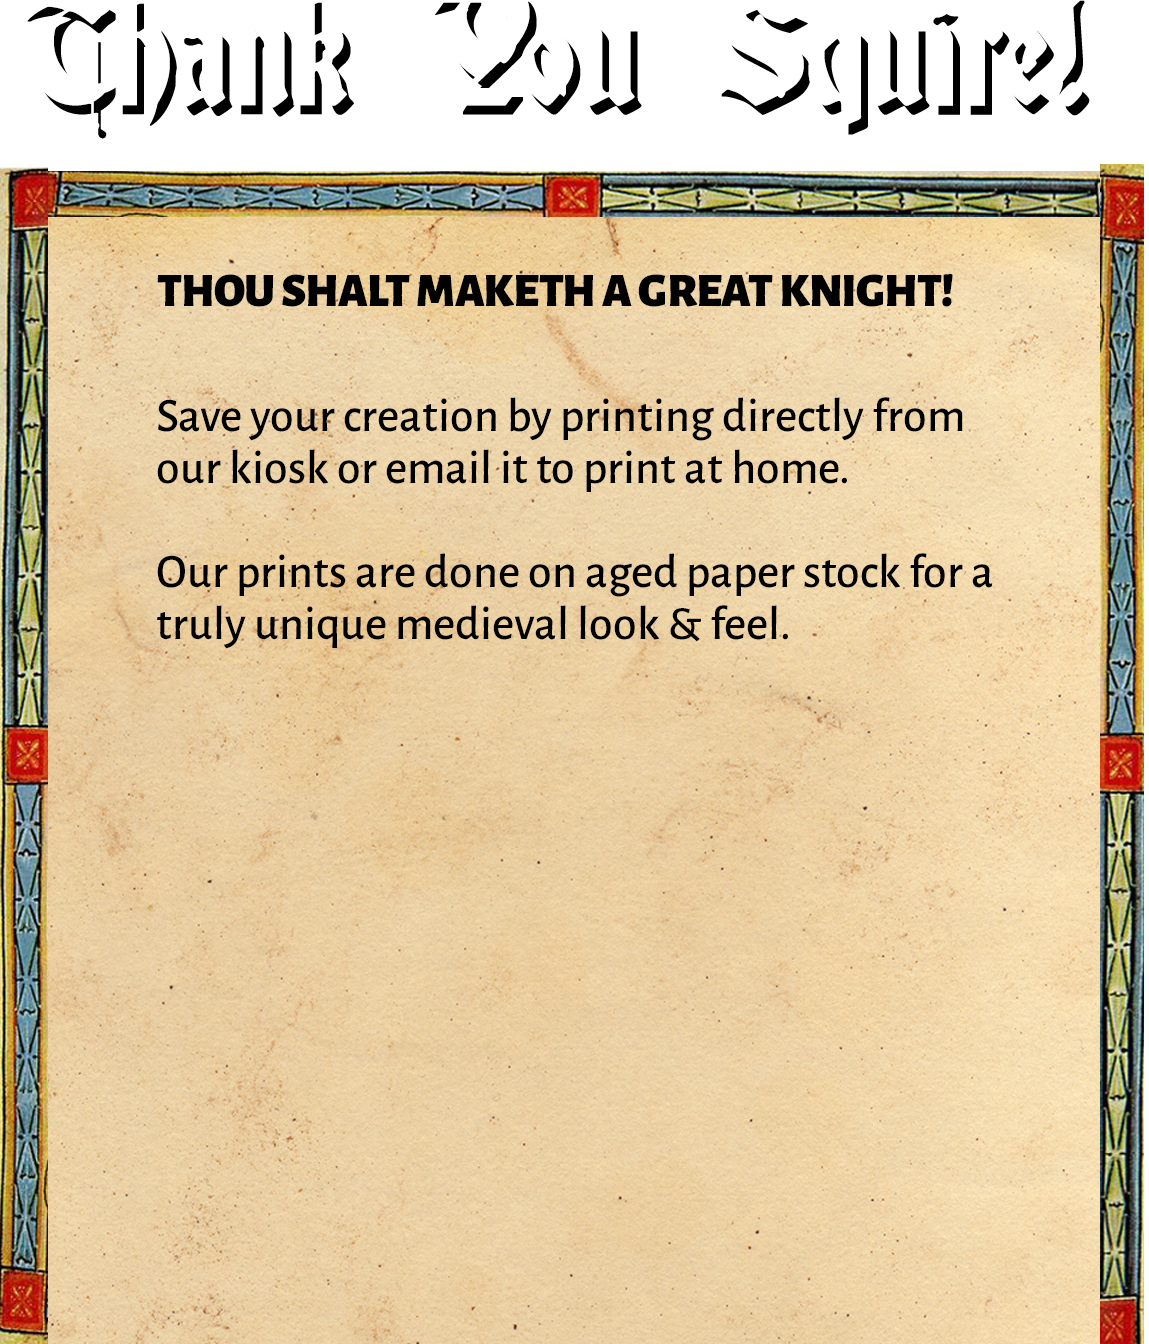 Thank You Squire!
THOU SHALT MAKETH A GREAT KNIGHT!
Save your creation by printing directly from
our kiosk or email it to print at home.
Our prints are done on aged paper stock for a
truly unique medieval look & feel.